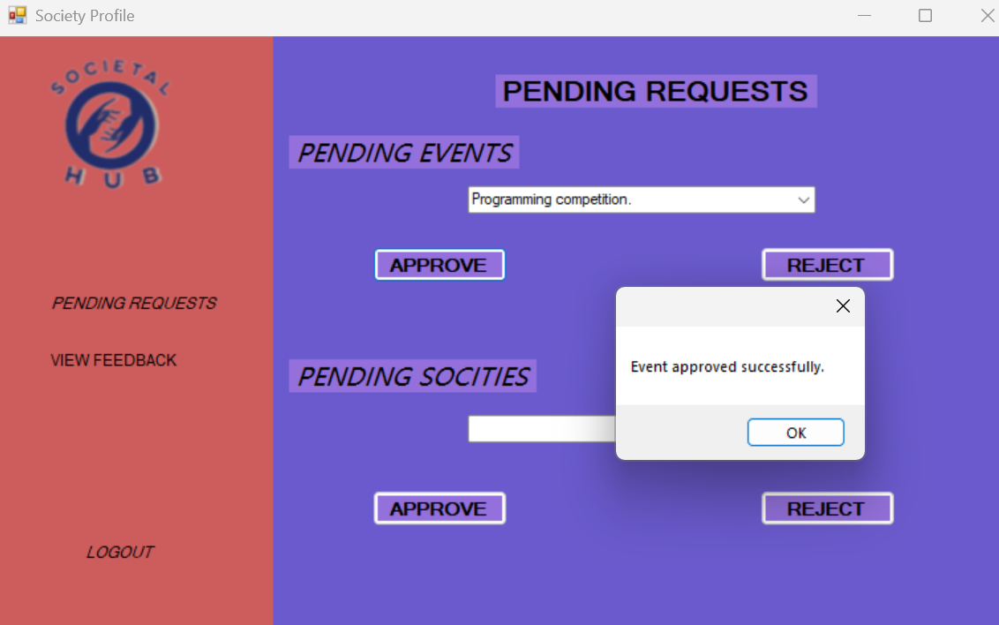 Society Profile
SOCIETAL
HUB
PENDING REQUESTS
VIEW FEEDBACK
LOGOUT
PENDING REQUESTS
PENDING EVENTS
Programming competition.
APPROVE
REJECT
PENDING SOCITIES
APPROVE
REJECT
Event approved successfully.
OK